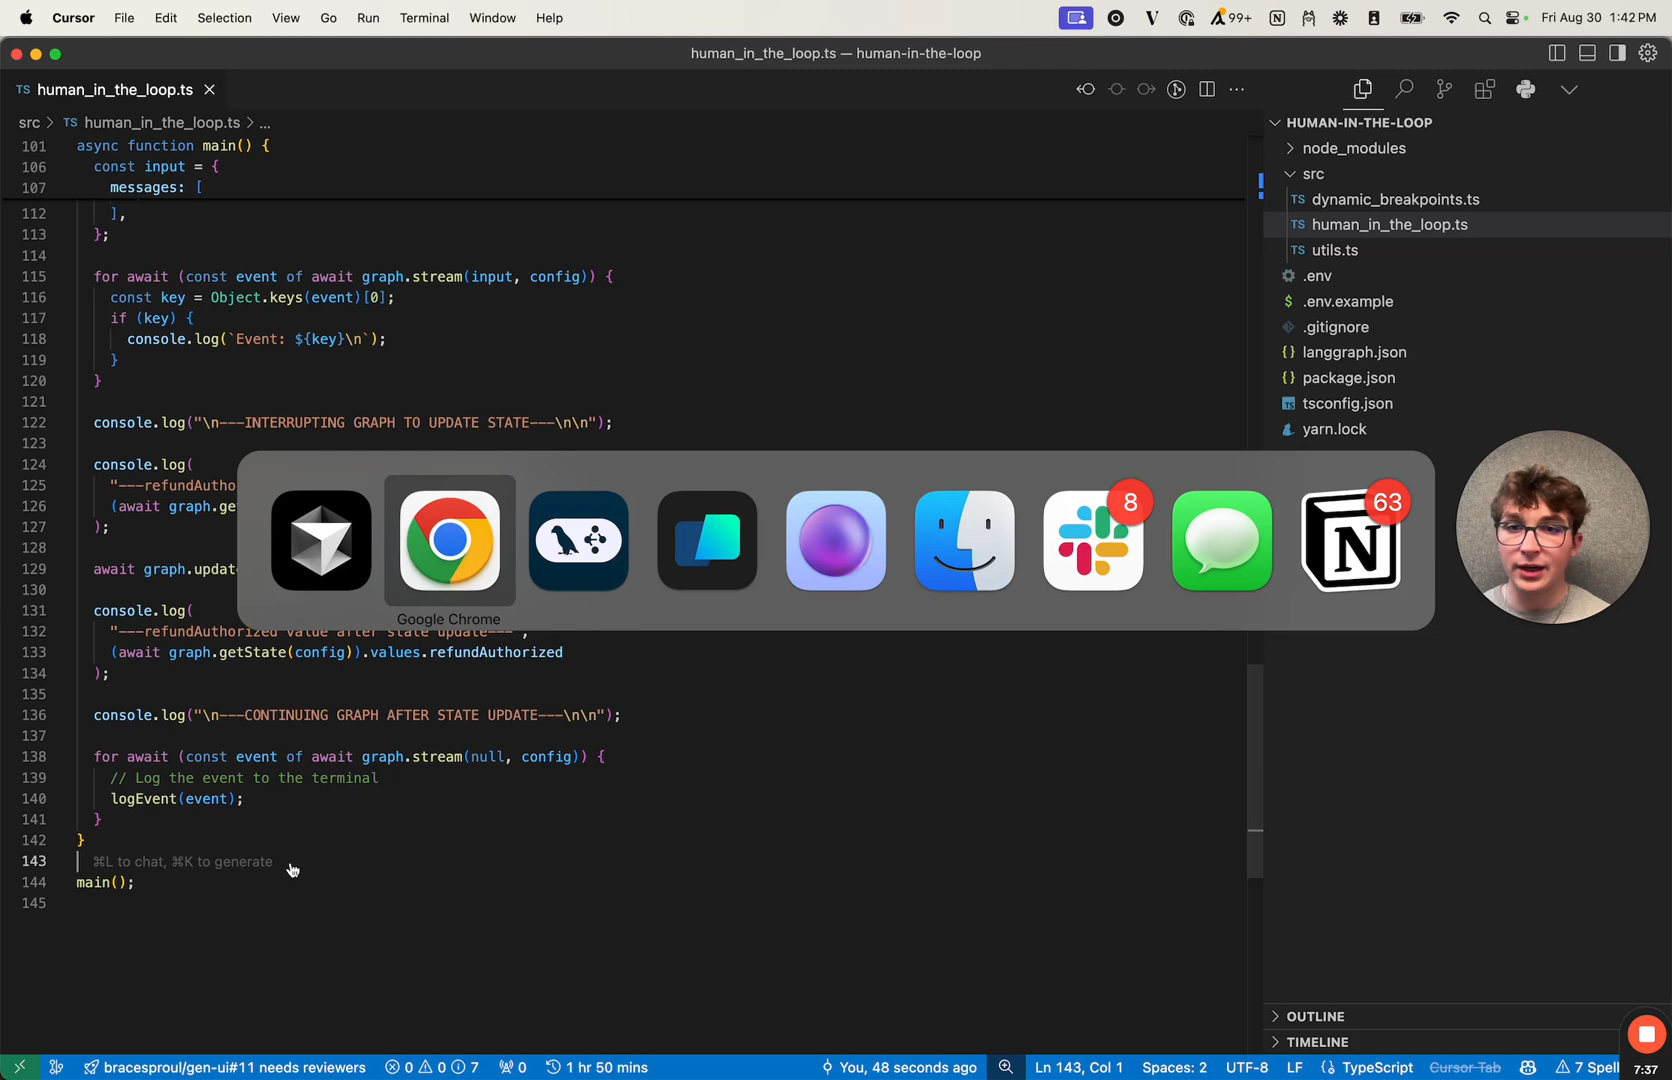 Cursor File Edit Selection View Go Run Terminal Window Help
99+
Fri Aug 30 1:42 PM
human_in_the_loop.ts — human-in-the-loop
TS human_in_the_loop.ts
src > TS human_in_the_loop.ts > ...
101 async function main() {
106 const input = {
107 messages: [
112 ],
113 };
114
115 for await (const event of await graph.stream(input, config)) {
116 const key = Object.keys(event)[0];
117 if (key) {
118 console.log(`Event: ${key}\n`);
119 }
120 }
121
122 console.log("\n---INTERRUPTING GRAPH TO UPDATE STATE---\n\n");
123
124 console.log(
125 "---refundAutho
126 (await graph.ge
127 );
128
129 await graph.updat
130
131 console.log(
132 "---refundAuthorized value after state update---",
133 (await graph.getState(config)).values.refundAuthorized
134 );
135
136 console.log("\n---CONTINUING GRAPH AFTER STATE UPDATE---\n\n");
137
138 for await (const event of await graph.stream(null, config)) {
139 // Log the event to the terminal
140 logEvent(event);
141 }
142 }
143 ⌘L to chat, ⌘K to generate
144 main();
145
HUMAN-IN-THE-LOOP
node_modules
src
TS dynamic_breakpoints.ts
TS human_in_the_loop.ts
TS utils.ts
.env
$ .env.example
.gitignore
{} langgraph.json
{} package.json
TS tsconfig.json
yarn.lock
8
63
N
Google Chrome
OUTLINE
TIMELINE
bracesproul/gen-ui#11 needs reviewers 0 0 7 0 1 hr 50 mins You, 48 seconds ago Ln 143, Col 1 Spaces: 2 UTF-8 LF {} TypeScript Cursor Tab 7 Spell
7:37